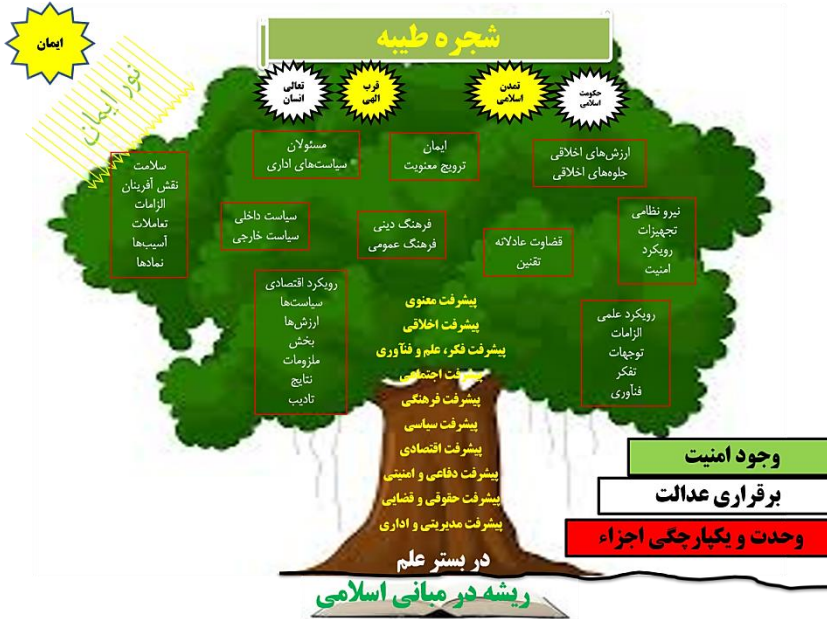 شجره طیبه
ایمان
نور ایمان
حکومت
اسلامی
تمدن
اسلامی
قرب
الهی
تعالی
انسان
ارزش‌های اخلاقی
جلوه‌های اخلاقی
ایمان
ترویج معنویت
مسئولان
سیاست‌های اداری
سلامت
نقش آفرینان
الزامات
تعاملات
آسیب‌ها
نمادها
نیرو نظامی
تجهیزات
رویکرد
امنیت
قضاوت عادلانه
تقنین
فرهنگ دینی
فرهنگ عمومی
سیاست داخلی
سیاست خارجی
رویکرد علمی
الزامات
توجهات
تفکر
فنآوری
رویکرد اقتصادی
سیاست‌ها
ارزش‌ها
بخش
ملزومات
نتایج
تادیب
پیشرفت معنوی
پیشرفت اخلاقی
پیشرفت فکر، علم و فنآوری
پیشرفت اجتماعی
پیشرفت فرهنگی
پیشرفت سیاسی
پیشرفت اقتصادی
پیشرفت دفاعی و امنیتی
پیشرفت حقوقی و قضایی
پیشرفت مدیریتی و اداری
وجود امنیت
برقراری عدالت
وحدت و یکپارچگی اجزاء
در بستر علم
ریشه در مبانی اسلامی